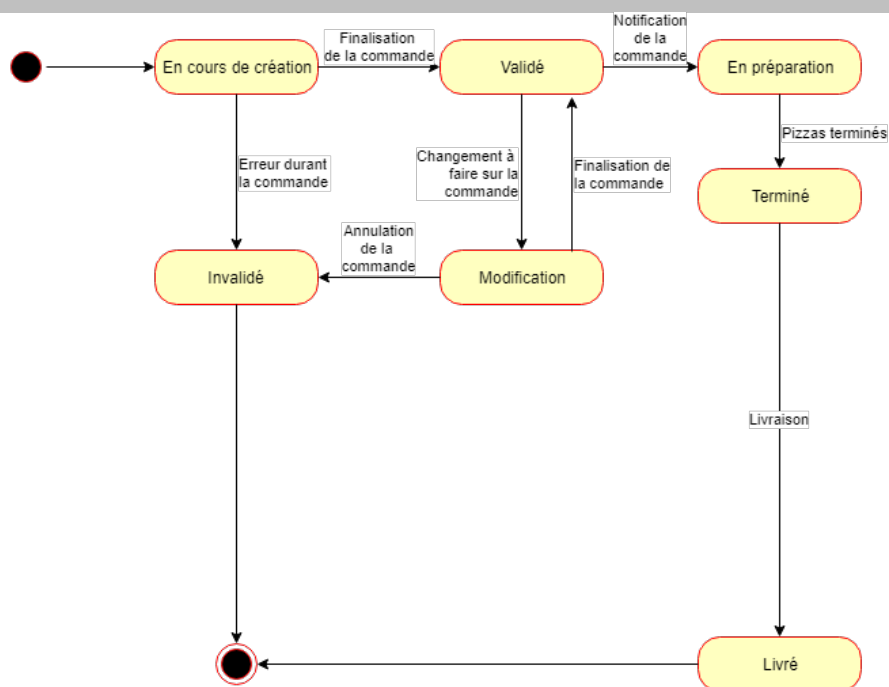 Notification
de la
commande
Finalisation
de la commande
En cours de création
Validé
En préparation
Pizzas terminés
Changement à
faire sur la
commande
Finalisation de
la commande
Erreur durant
la commande
Terminé
Annulation
de la
commande
Invalidé
Modification
Livraison
Livré